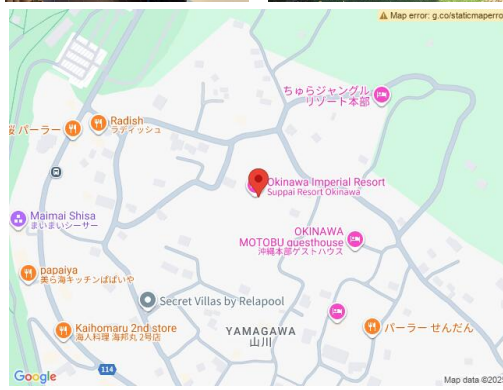 Map error: g.co/staticmaperro
ちゅらジャングル
リゾート本部
Radish
ラディッシュ
パーラー
Okinawa Imperial Resort
Suppai Resort Okinawa
Maimai Shisa
まいまいシーサー
OKINAWA
MOTOBU guesthouse
沖縄本部ゲストハウス
papaiya
美ら海キッチンぱぱいや
Secret Villas by Relapool
Kaihomaru 2nd store
海人料理 海邦丸 2号店
YAMAGAWA
山川
パーラー せんだん
114
Google
Map data ©202